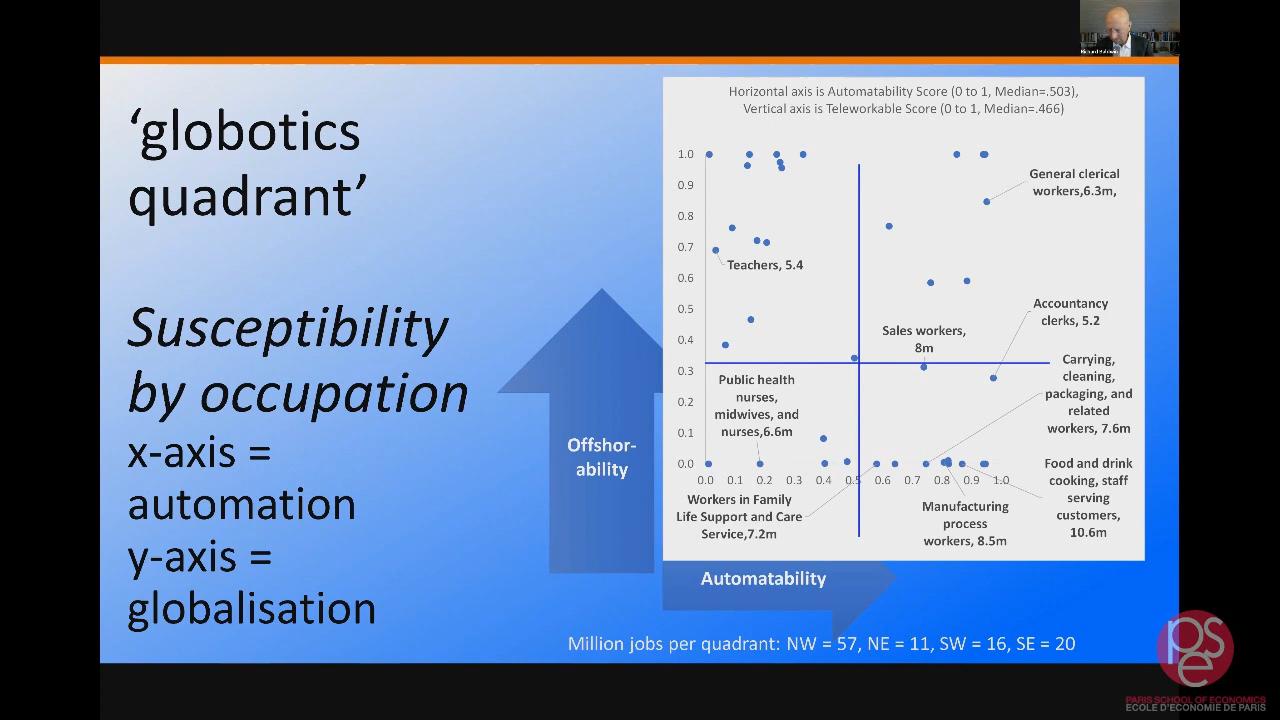 Richard Baldwin
‘globotics
quadrant’
Susceptibility
by occupation
x-axis =
automation
y-axis =
globalisation
Offshor-
ability
Automatability
Horizontal axis is Automatability Score (0 to 1, Median=.503),
Vertical axis is Teleworkable Score (0 to 1, Median=.466)
1.0
0.9
0.8
0.7
0.6
0.5
0.4
0.3
0.2
0.1
0.0
0.0 0.1 0.2 0.3 0.4 0.5 0.6 0.7 0.8 0.9 1.0
General clerical
workers,6.3m,
Teachers, 5.4
Accountancy
clerks, 5.2
Sales workers,
8m
Carrying,
cleaning,
packaging, and
related
workers, 7.6m
Public health
nurses,
midwives, and
nurses,6.6m
Food and drink
cooking, staff
serving
customers,
10.6m
Workers in Family
Life Support and Care
Service,7.2m
Manufacturing
process
workers, 8.5m
Million jobs per quadrant: NW = 57, NE = 11, SW = 16, SE = 20
pse
PARIS SCHOOL OF ECONOMICS
ECOLE D'ECONOMIE DE PARIS